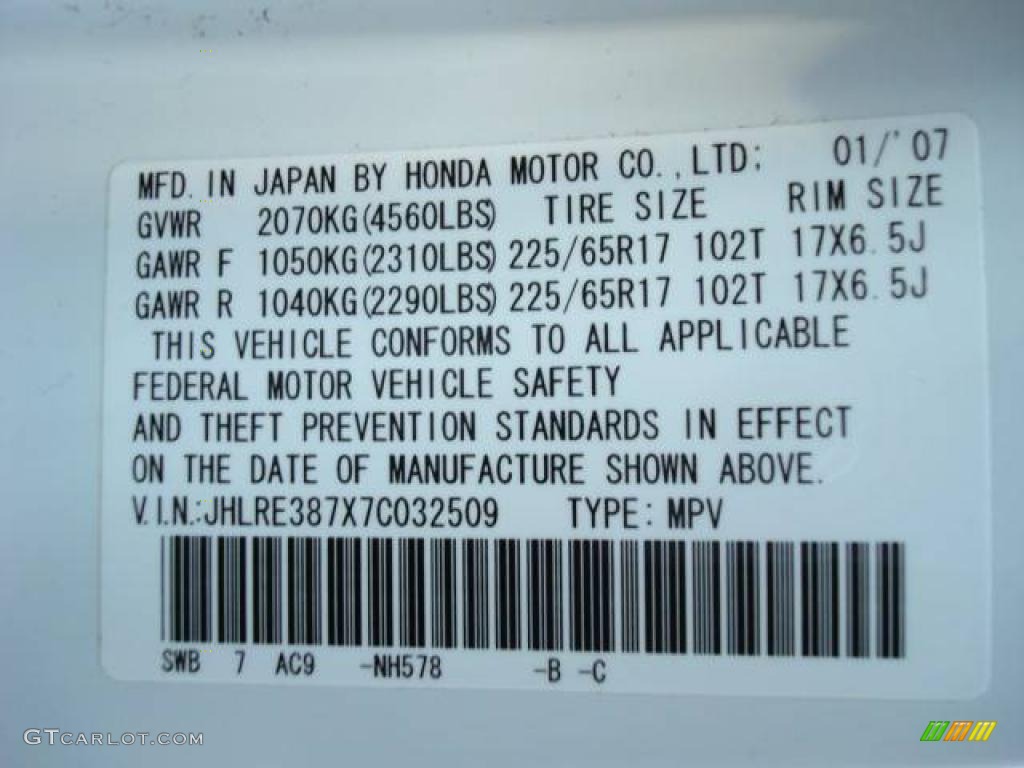 MFD. IN JAPAN BY HONDA MOTOR CO., LTD: 01/'07
GVWR 2070KG(4560LBS) TIRE SIZE RIM SIZE
GAWR F 1050KG(2310LBS) 225/65R17 102T 17X6.5J
GAWR R 1040KG(2290LBS) 225/65R17 102T 17X6.5J
THIS VEHICLE CONFORMS TO ALL APPLICABLE
FEDERAL MOTOR VEHICLE SAFETY
AND THEFT PREVENTION STANDARDS IN EFFECT
ON THE DATE OF MANUFACTURE SHOWN ABOVE.
V.I.N.:JHLRE387X7C032509 TYPE: MPV
SWB 7 AC9 -NH578 -B -C
GTCARLOT.COM